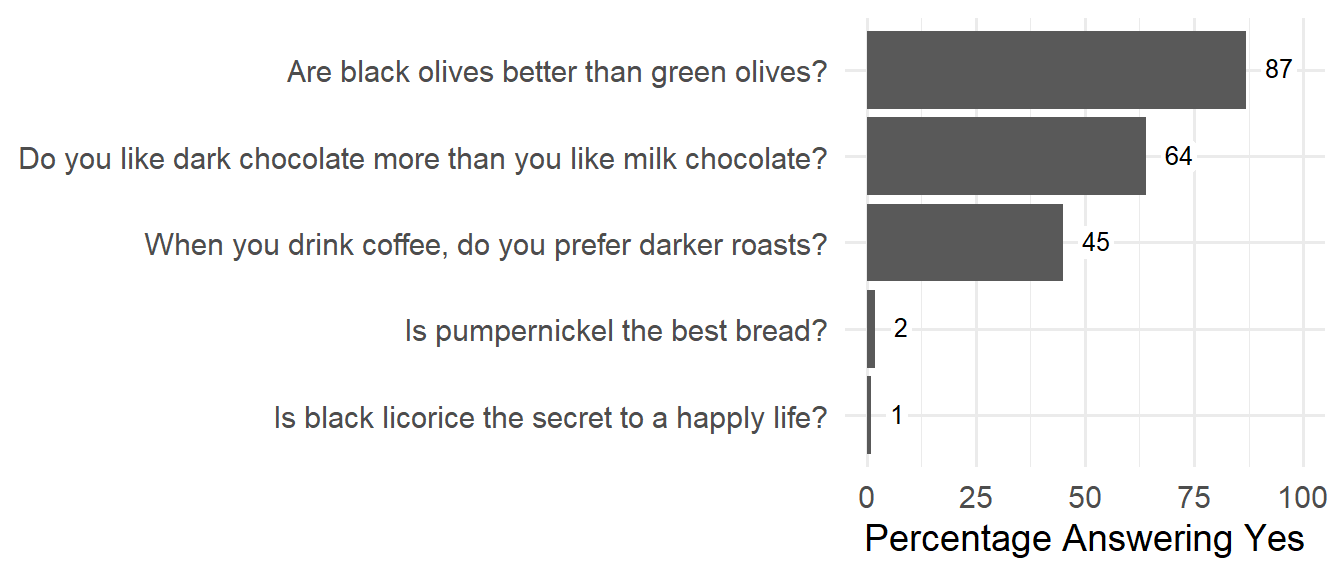 Are black olives better than green olives? 87
Do you like dark chocolate more than you like milk chocolate? 64
When you drink coffee, do you prefer darker roasts? 45
Is pumpernickel the best bread? 2
Is black licorice the secret to a happly life? 1
0 25 50 75 100
Percentage Answering Yes